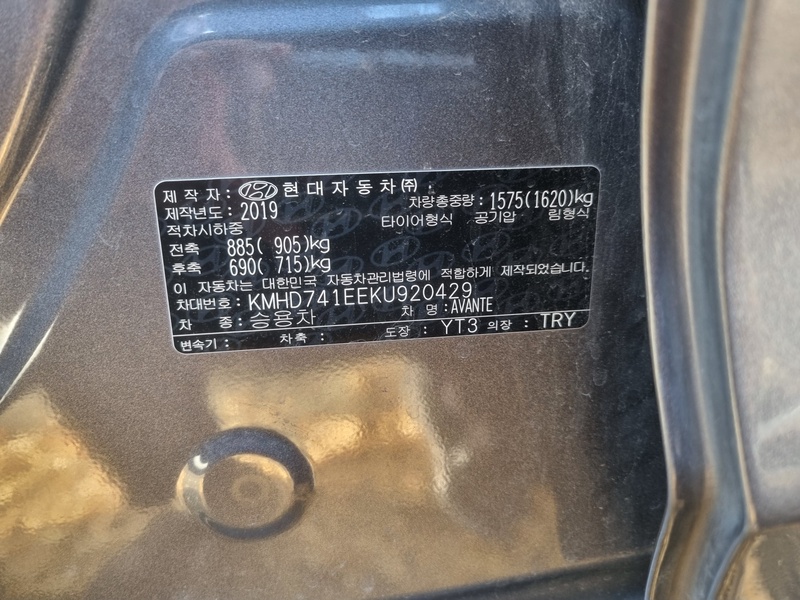 제 작 자 : 현대자동차(주)
제작년도 : 2019 차량총중량 : 1575(1620)kg
적차시하중 타이어형식 공기압 림형식
전축 885( 905)kg
후축 690( 715)kg
이 자동차는 대한민국 자동차관리법령에 적합하게 제작되었습니다.
차대번호 : KMHD741EEKU920429
차 종 : 승용차 차 명 : AVANTE
변속기 : 차축 : 도장 : YT3 의장 : TRY